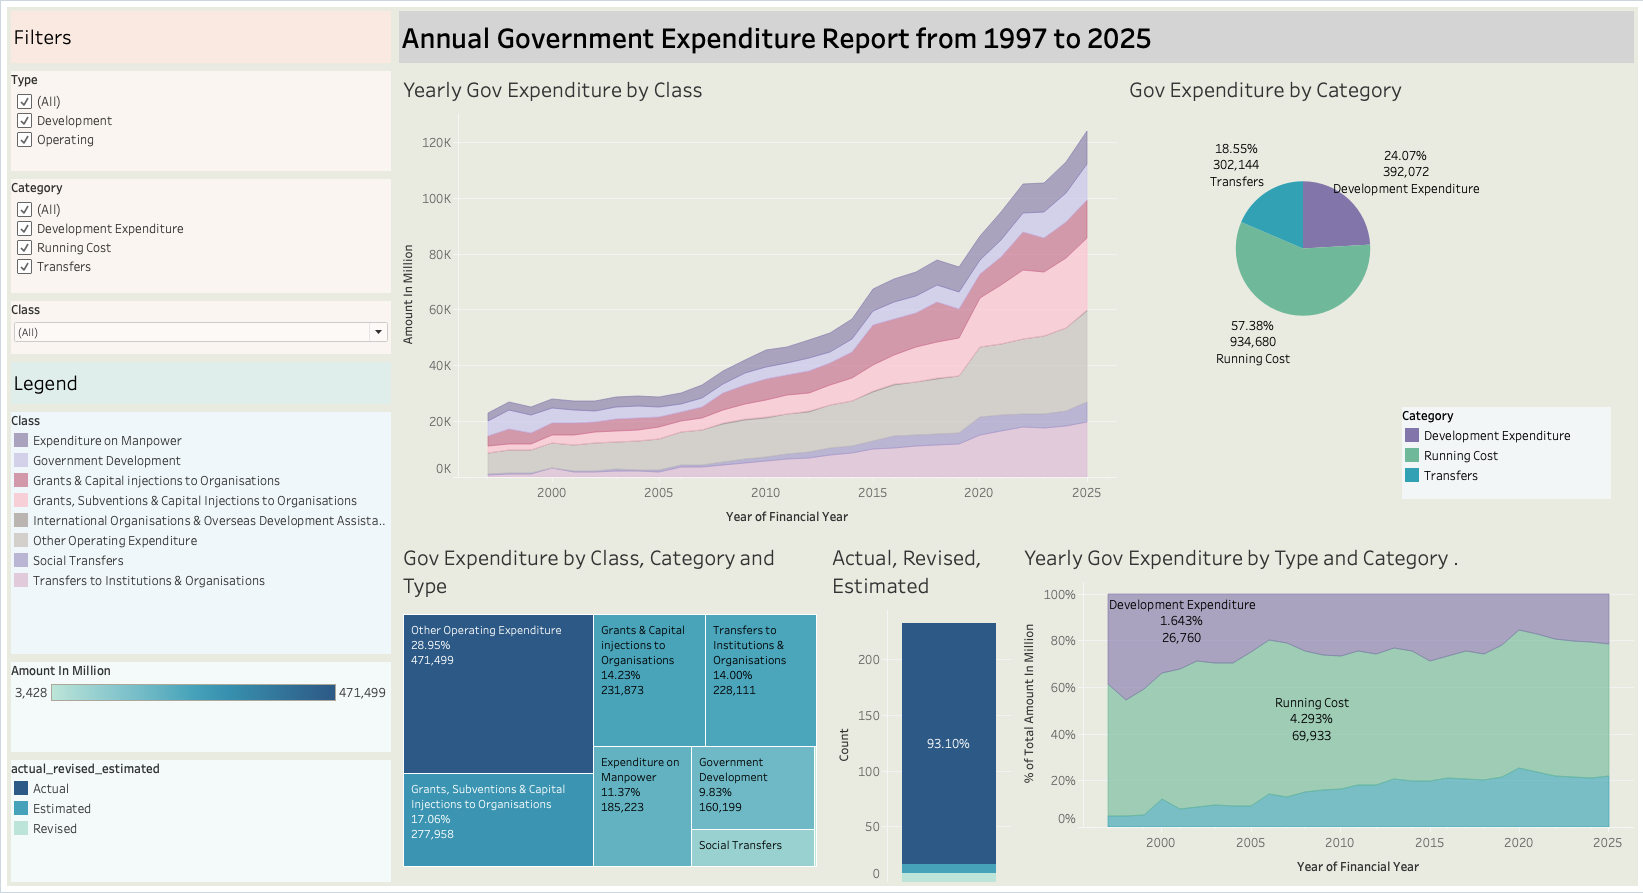 Filters
Type
(All)
Development
Operating
Category
(All)
Development Expenditure
Running Cost
Transfers
Class
(All)
Legend
Class
Expenditure on Manpower
Government Development
Grants & Capital injections to Organisations
Grants, Subventions & Capital Injections to Organisations
International Organisations & Overseas Development Assista..
Other Operating Expenditure
Social Transfers
Transfers to Institutions & Organisations
Amount In Million
3,428
471,499
actual_revised_estimated
Actual
Estimated
Revised
Annual Government Expenditure Report from 1997 to 2025
Yearly Gov Expenditure by Class
120K
100K
80K
60K
40K
20K
0K
Amount In Million
2000
2005
2010
2015
2020
2025
Year of Financial Year
Gov Expenditure by Category
18.55%
302,144
Transfers
24.07%
392,072
Development Expenditure
57.38%
934,680
Running Cost
Category
Development Expenditure
Running Cost
Transfers
Gov Expenditure by Class, Category and
Type
Other Operating Expenditure
28.95%
471,499
Grants, Subventions & Capital
Injections to Organisations
17.06%
277,958
Grants & Capital
injections to
Organisations
14.23%
231,873
Transfers to
Institutions &
Organisations
14.00%
228,111
Expenditure on
Manpower
11.37%
185,223
Government
Development
9.83%
160,199
Social Transfers
Actual, Revised,
Estimated
200
150
100
50
0
Count
93.10%
Yearly Gov Expenditure by Type and Category .
100%
80%
60%
40%
20%
0%
% of Total Amount In Million
Development Expenditure
1.643%
26,760
Running Cost
4.293%
69,933
2000
2005
2010
2015
2020
2025
Year of Financial Year